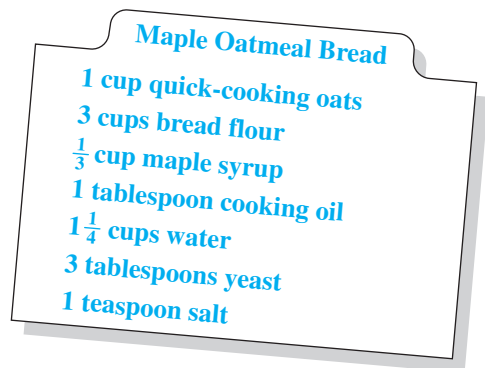 Maple Oatmeal Bread
1 cup quick-cooking oats
3 cups bread flour
1/3 cup maple syrup
1 tablespoon cooking oil
1 1/4 cups water
3 tablespoons yeast
1 teaspoon salt